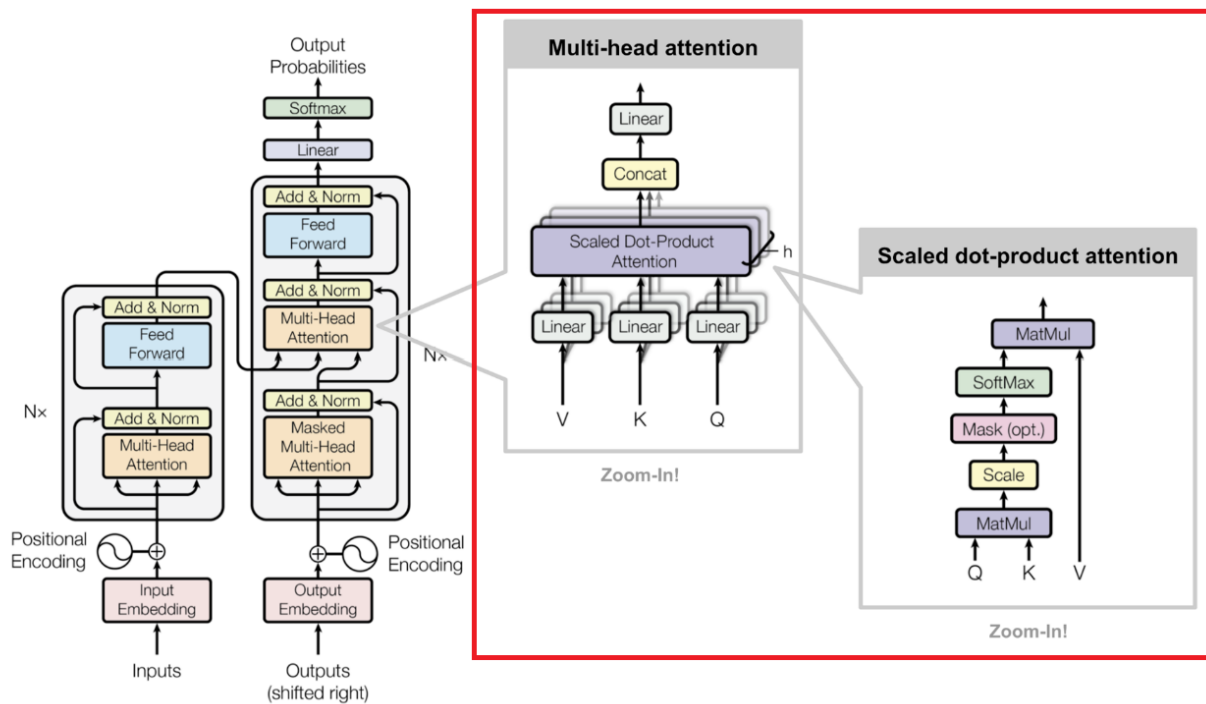 Output
Probabilities
Softmax
Linear
Add & Norm
Feed
Forward
Add & Norm
Multi-Head
Attention
Nx
Add & Norm
Masked
Multi-Head
Attention
Positional
Encoding
Output
Embedding
Outputs
(shifted right)
Add & Norm
Feed
Forward
Nx
Add & Norm
Multi-Head
Attention
Positional
Encoding
Input
Embedding
Inputs
Multi-head attention
Linear
Concat
Scaled Dot-Product
Attention
h
Linear
Linear
Linear
V
K
Q
Zoom-In!
Scaled dot-product attention
MatMul
SoftMax
Mask (opt.)
Scale
MatMul
Q
K
V
Zoom-In!